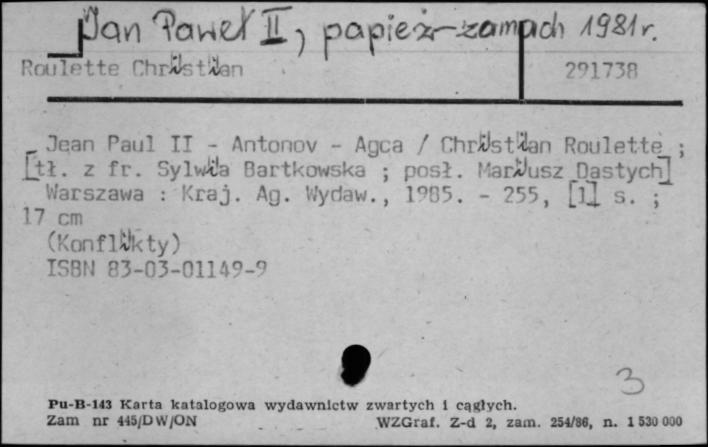 Jan Paweł II, papież-zamach 1981r.
Roulette Christian 291738
Jean Paul II - Antonov - Agca / Christian Roulette ;
[tł. z fr. Sylwia Bartkowska ; posł. Mariusz Dastych]
Warszawa : Kraj. Ag. Wydaw., 1985. - 255, [1] s. ;
17 cm
(Konflikty)
ISBN 83-03-01149-9
3
Pu-B-143 Karta katalogowa wydawnictw zwartych i ciągłych.
Zam nr 445/DW/ON WZGraf. Z-d 2, zam. 254/86, n. 1 530 000